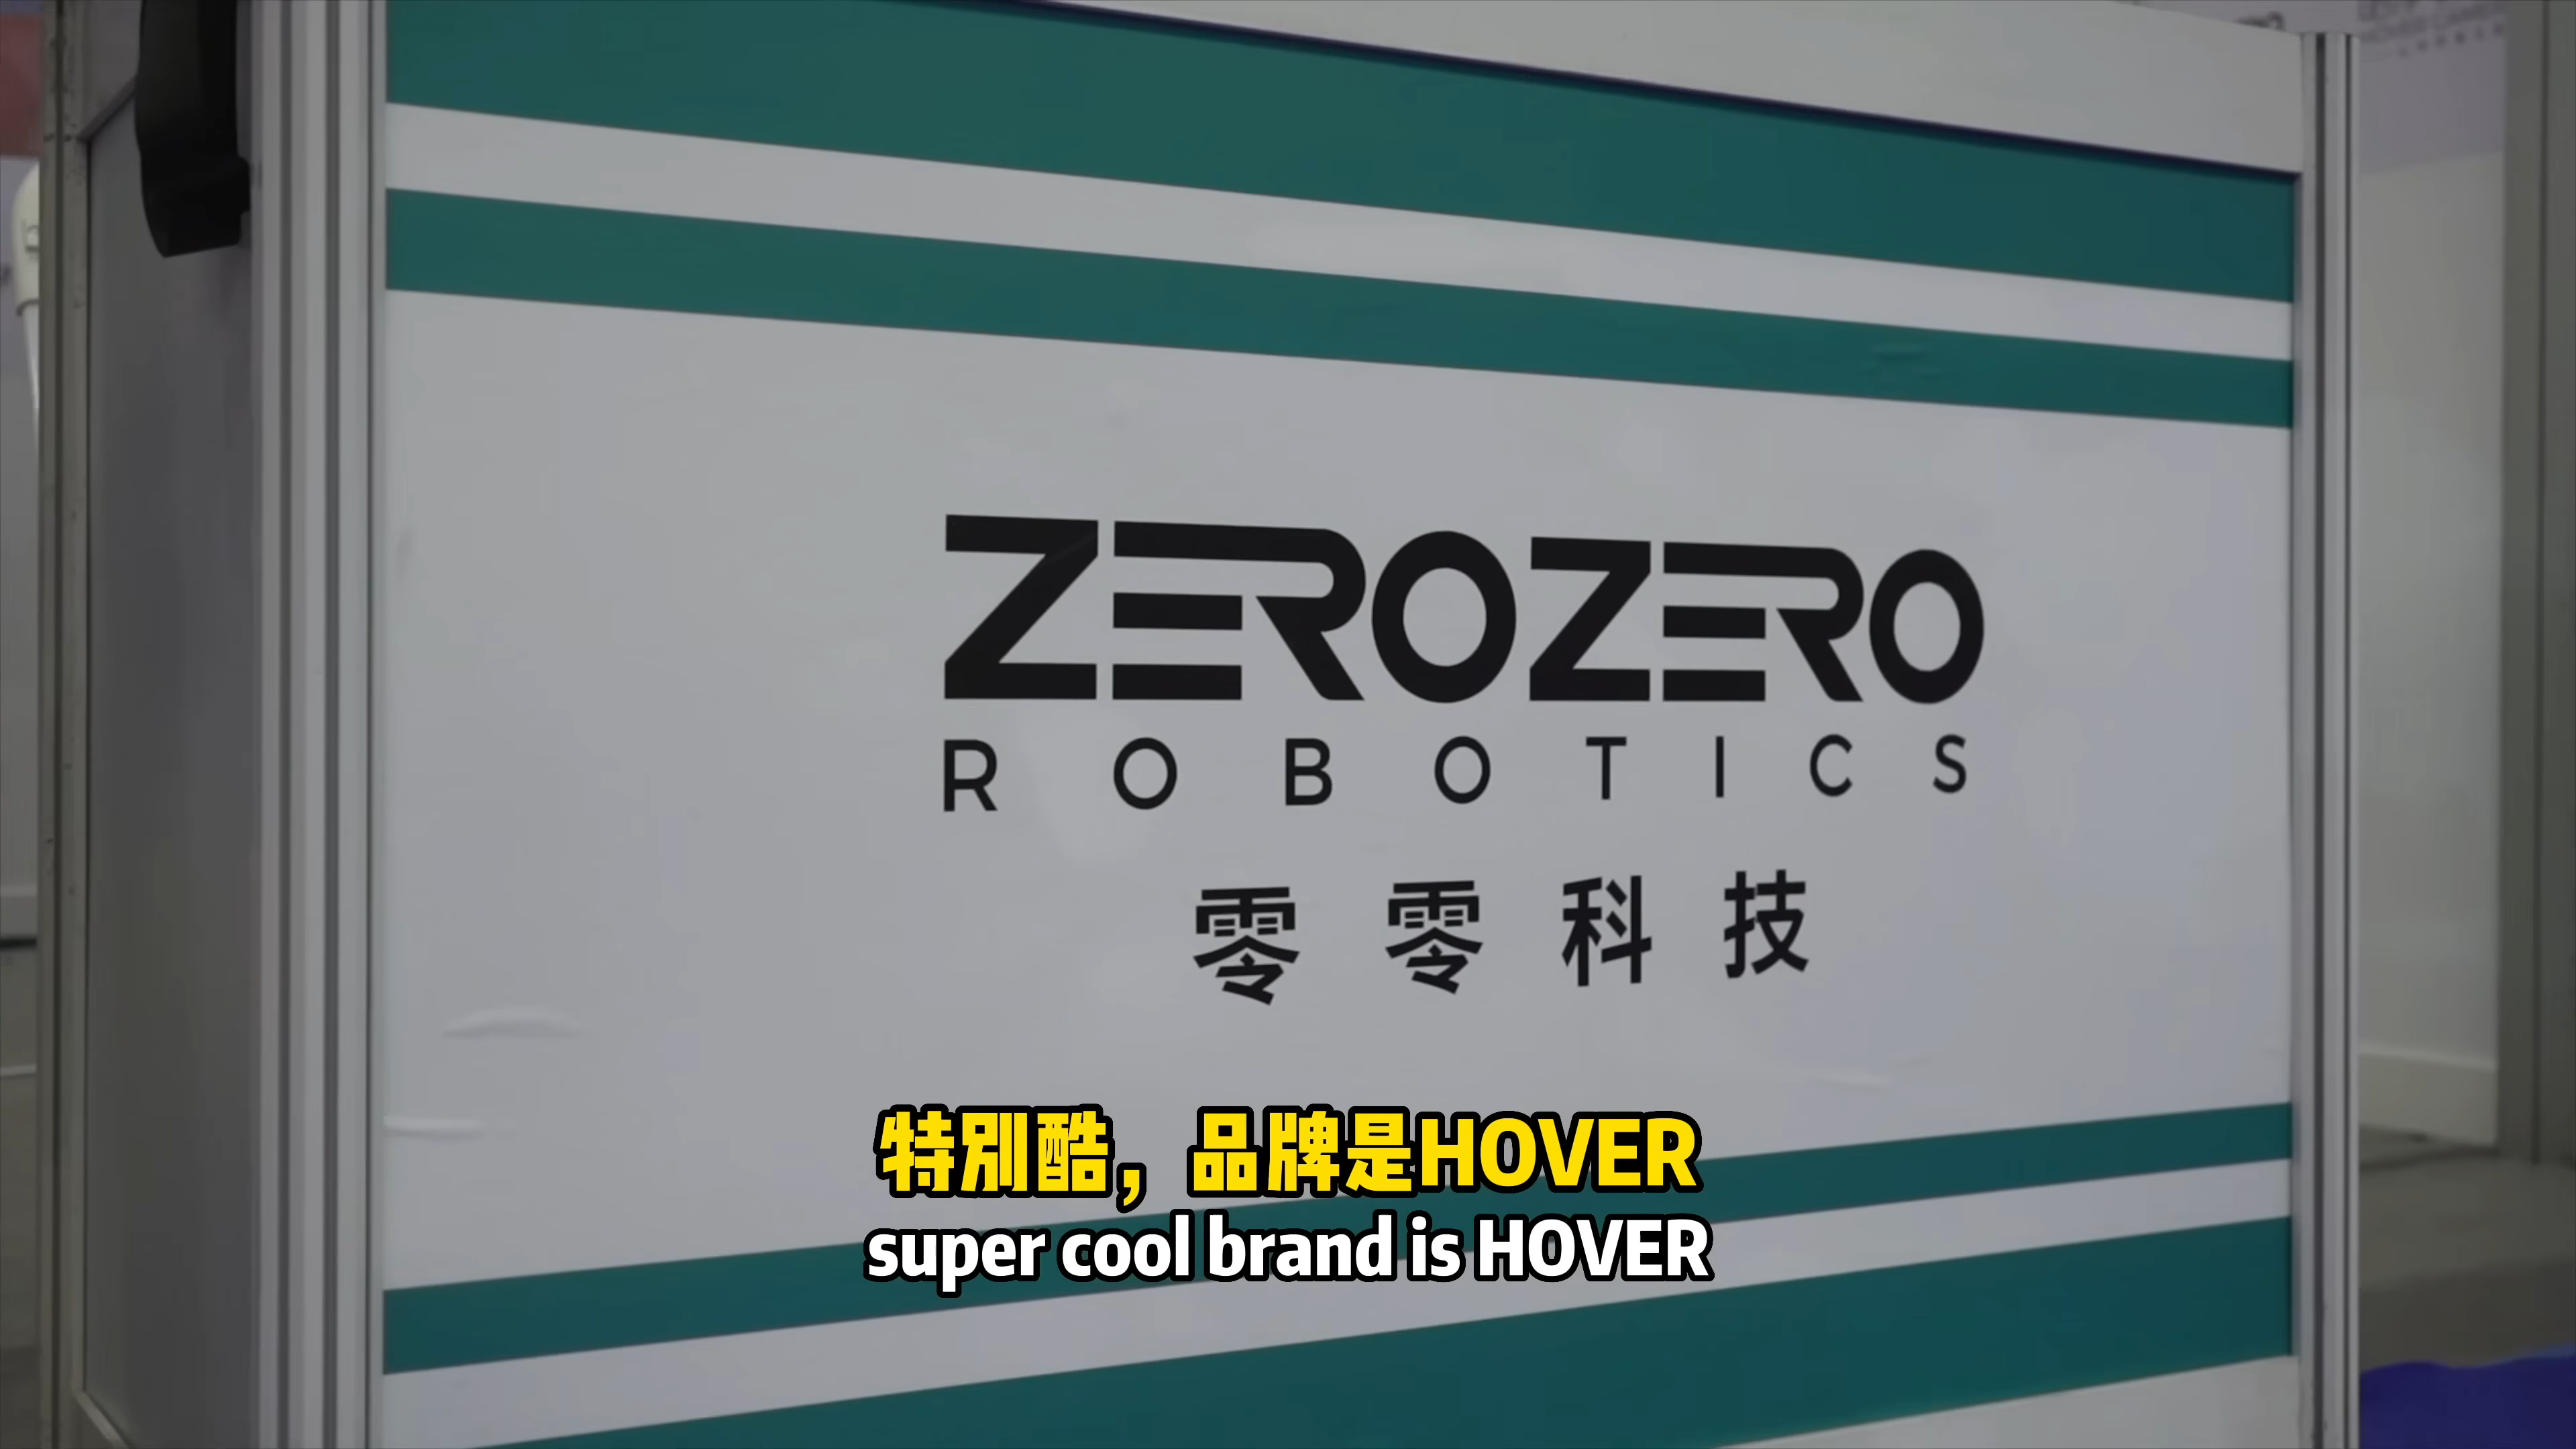 ZEROZERO
ROBOTICS
零零科技
特别酷，品牌是HOVER
super cool brand is HOVER